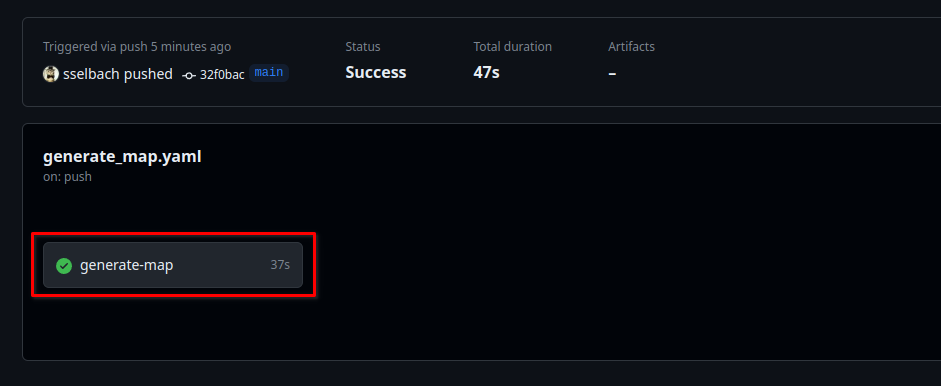 Triggered via push 5 minutes ago
sselbach pushed 32f0bac main
Status
Success
Total duration
47s
Artifacts
–
generate_map.yaml
on: push
generate-map 37s